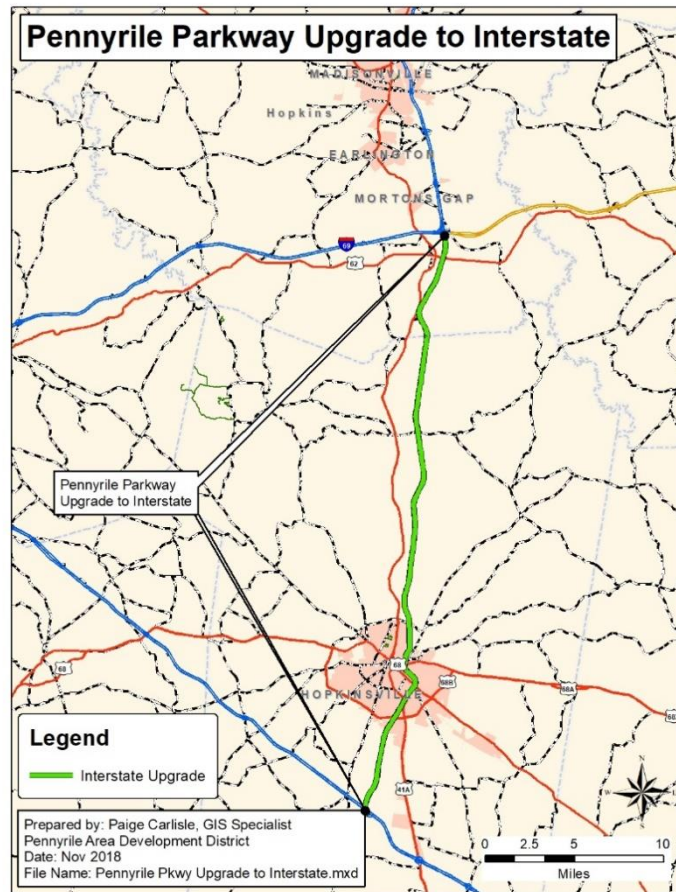 Pennyrile Parkway Upgrade to Interstate
MADISONVILLE
Hopkins
EARLINGTON
MORTONS GAP
69
62
Pennyrile Parkway
Upgrade to Interstate
68
68
68B
68A
HOPKINSVILLE
41A
Legend
Interstate Upgrade
N
W
Prepared by: Paige Carlisle, GIS Specialist
Pennyrile Area Development District
Date: Nov 2018
File Name: Pennyrile Pkwy Upgrade to Interstate.mxd
0 2.5 5 10
Miles